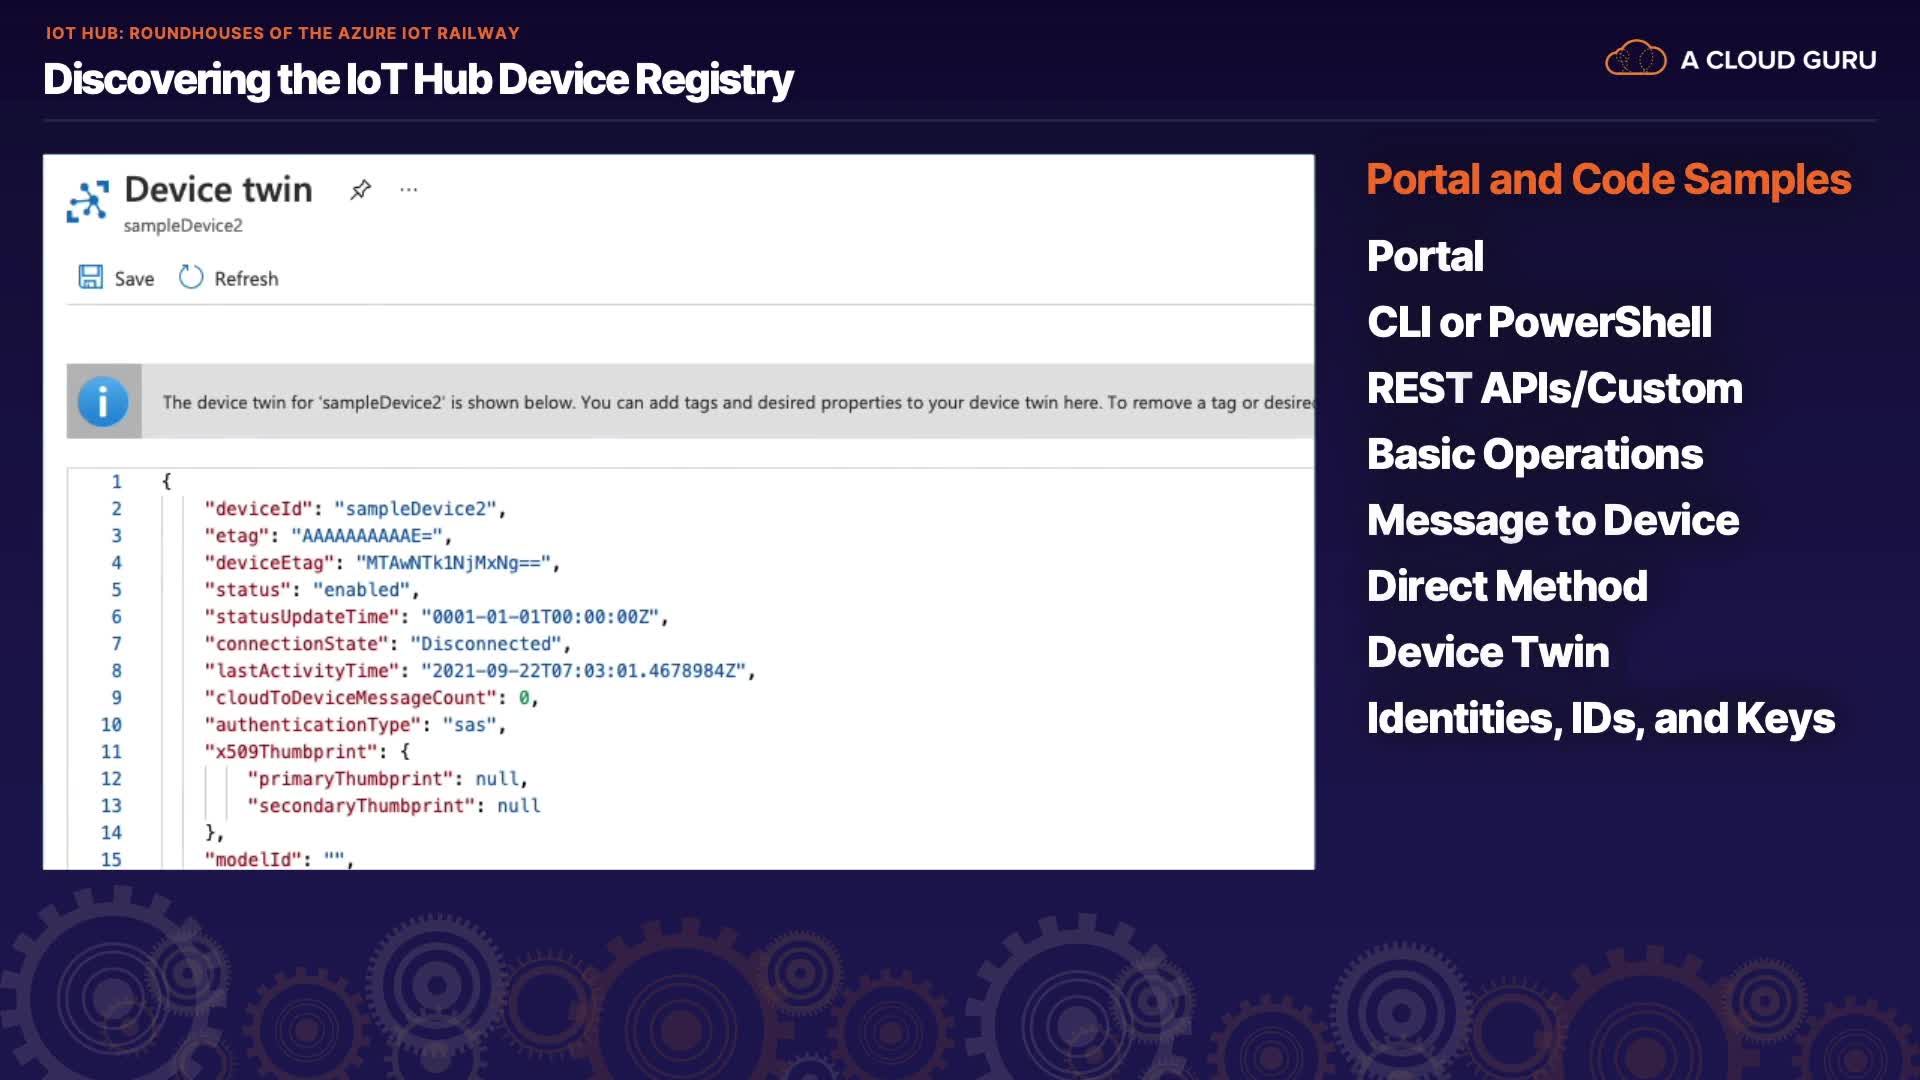 IOT HUB: ROUNDHOUSES OF THE AZURE IOT RAILWAY
Discovering the IoT Hub Device Registry
A CLOUD GURU
Device twin
sampleDevice2
Save Refresh
The device twin for 'sampleDevice2' is shown below. You can add tags and desired properties to your device twin here. To remove a tag or desire
1 {
2 "deviceId": "sampleDevice2",
3 "etag": "AAAAAAAAAAE=",
4 "deviceEtag": "MTAwNTk1NjMxNg==",
5 "status": "enabled",
6 "statusUpdateTime": "0001-01-01T00:00:00Z",
7 "connectionState": "Disconnected",
8 "lastActivityTime": "2021-09-22T07:03:01.4678984Z",
9 "cloudToDeviceMessageCount": 0,
10 "authenticationType": "sas",
11 "x509Thumbprint": {
12 "primaryThumbprint": null,
13 "secondaryThumbprint": null
14 },
15 "modelId": "",
Portal and Code Samples
Portal
CLI or PowerShell
REST APIs/Custom
Basic Operations
Message to Device
Direct Method
Device Twin
Identities, IDs, and Keys